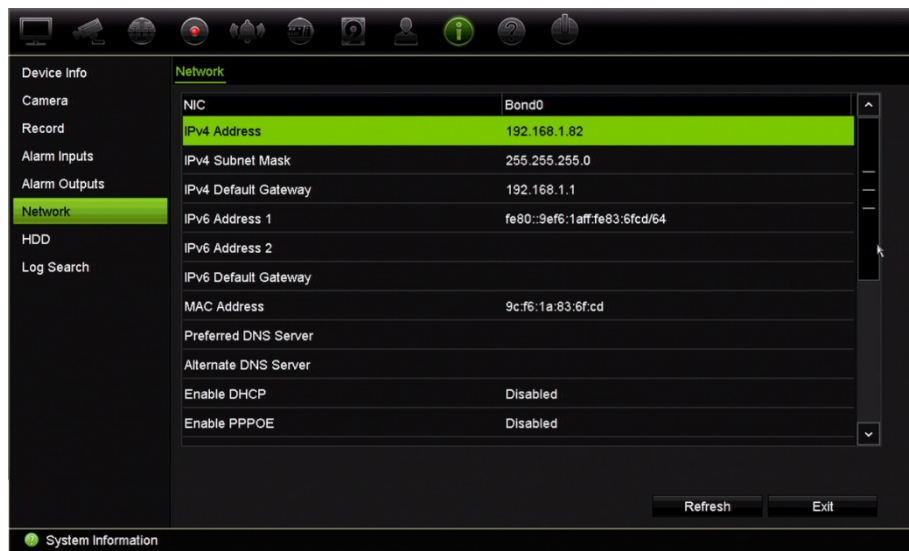 Device Info
Camera
Record
Alarm Inputs
Alarm Outputs
Network
HDD
Log Search
Network
NIC Bond0
IPv4 Address 192.168.1.82
IPv4 Subnet Mask 255.255.255.0
IPv4 Default Gateway 192.168.1.1
IPv6 Address 1 fe80::9ef6:1aff:fe83:6fcd/64
IPv6 Address 2
IPv6 Default Gateway
MAC Address 9c:f6:1a:83:6f:cd
Preferred DNS Server
Alternate DNS Server
Enable DHCP Disabled
Enable PPPOE Disabled
Refresh Exit
System Information